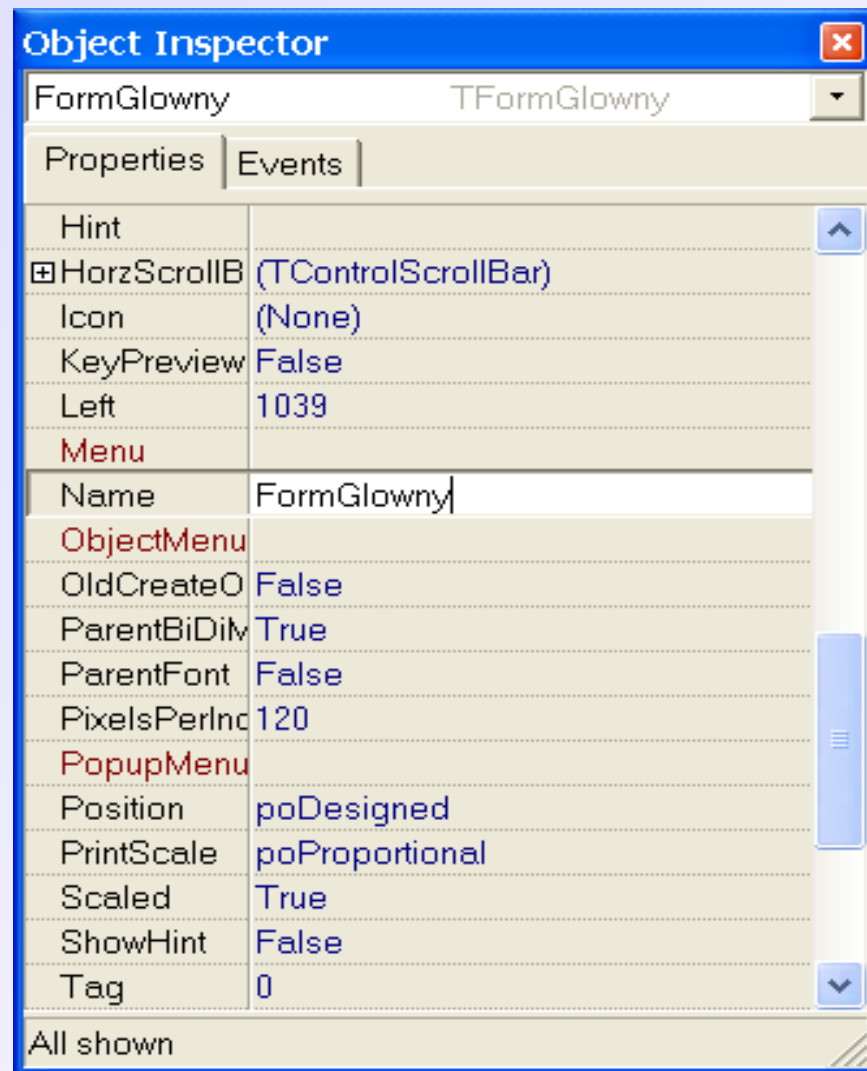 Object Inspector
FormGlowny TFormGlowny
Properties Events
Hint
HorzScrollB (TControlScrollBar)
Icon (None)
KeyPreview False
Left 1039
Menu
Name FormGlowny
ObjectMenu
OldCreateO False
ParentBiDiM True
ParentFont False
PixelsPerInc 120
PopupMenu
Position poDesigned
PrintScale poProportional
Scaled True
ShowHint False
Tag 0
All shown